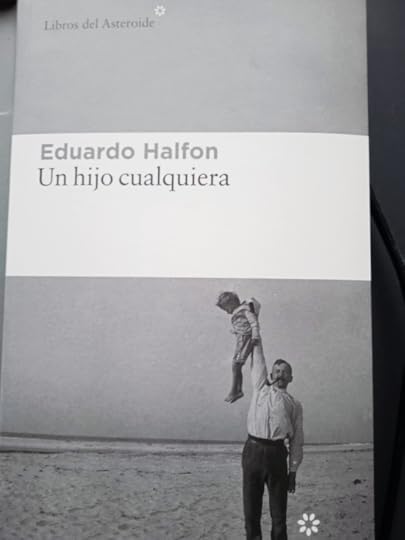 Libros del Asteroide
Eduardo Halfon
Un hijo cualquiera